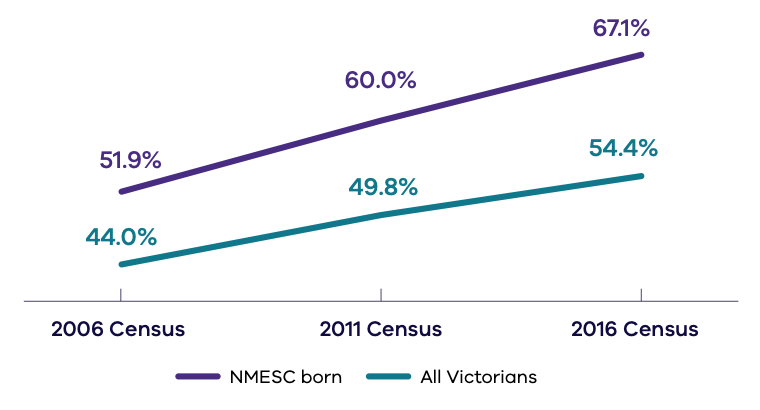 67.1%
60.0%
51.9%
54.4%
49.8%
44.0%
2006 Census
2011 Census
2016 Census
NMESC born
All Victorians